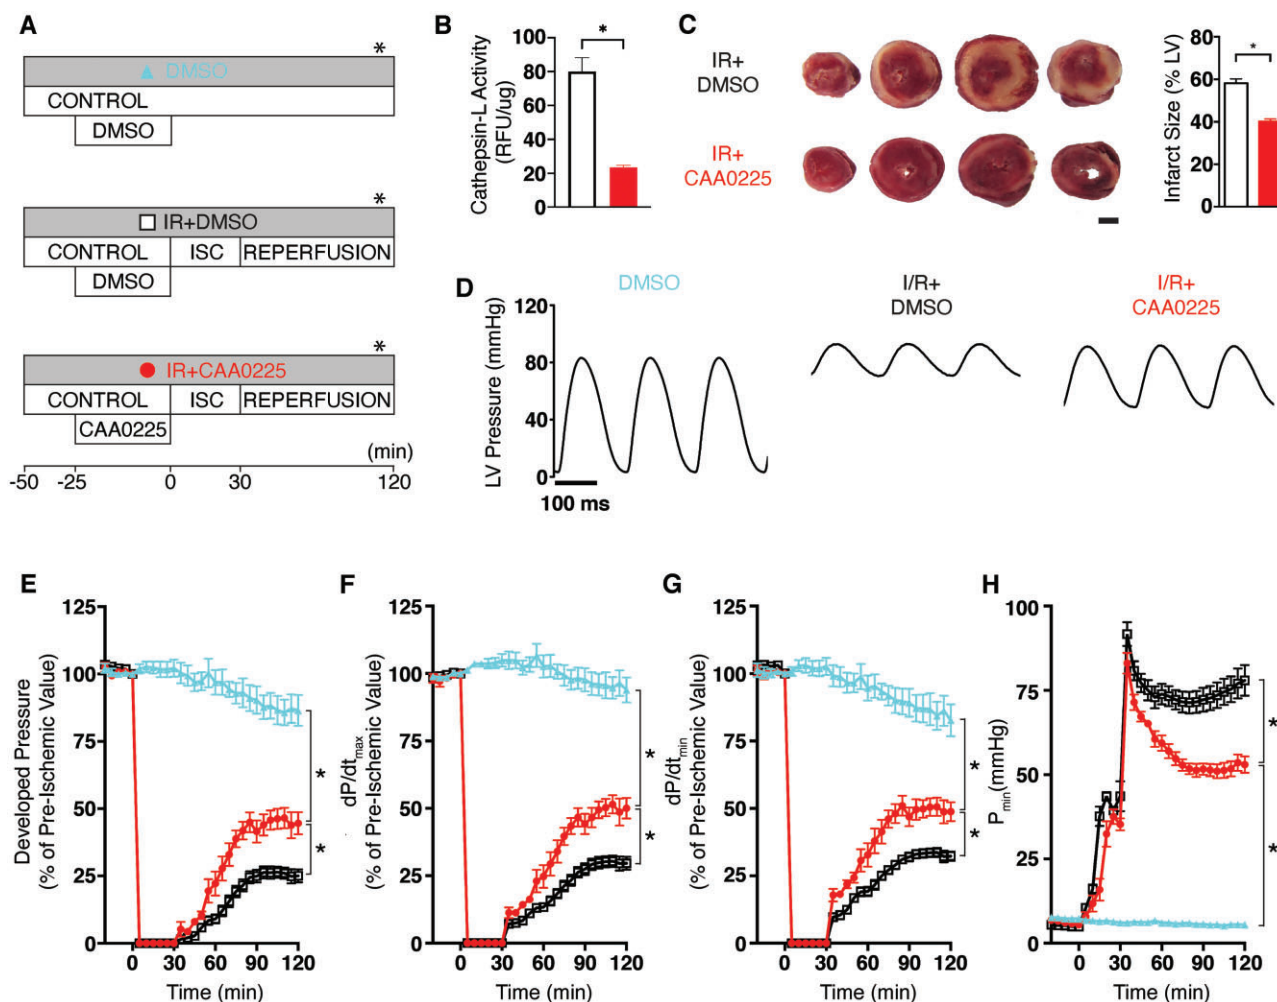 A
*
DMSO
CONTROL
DMSO
*
IR+DMSO
CONTROL ISC REPERFUSION
DMSO
*
IR+CAA0225
CONTROL ISC REPERFUSION
CAA0225
(min)
-50 -25 0 30 120
B
Cathepsin-L Activity
(RFU/ug)
100
80
60
40
20
0
*
C
IR+
DMSO
IR+
CAA0225
Infarct Size (% LV)
80
60
40
20
0
*
D
DMSO
I/R+
DMSO
I/R+
CAA0225
LV Pressure (mmHg)
120
80
40
0
100 ms
E
Developed Pressure
(% of Pre-Ischemic Value)
125
100
75
50
25
0
*
*
0 30 60 90 120
Time (min)
F
dP/dtmax
(% of Pre-Ischemic Value)
125
100
75
50
25
0
*
*
0 30 60 90 120
Time (min)
G
dP/dtmin
(% of Pre-Ischemic Value)
125
100
75
50
25
0
*
*
0 30 60 90 120
Time (min)
H
Pmin(mmHg)
100
75
50
25
0
*
*
0 30 60 90 120
Time (min)